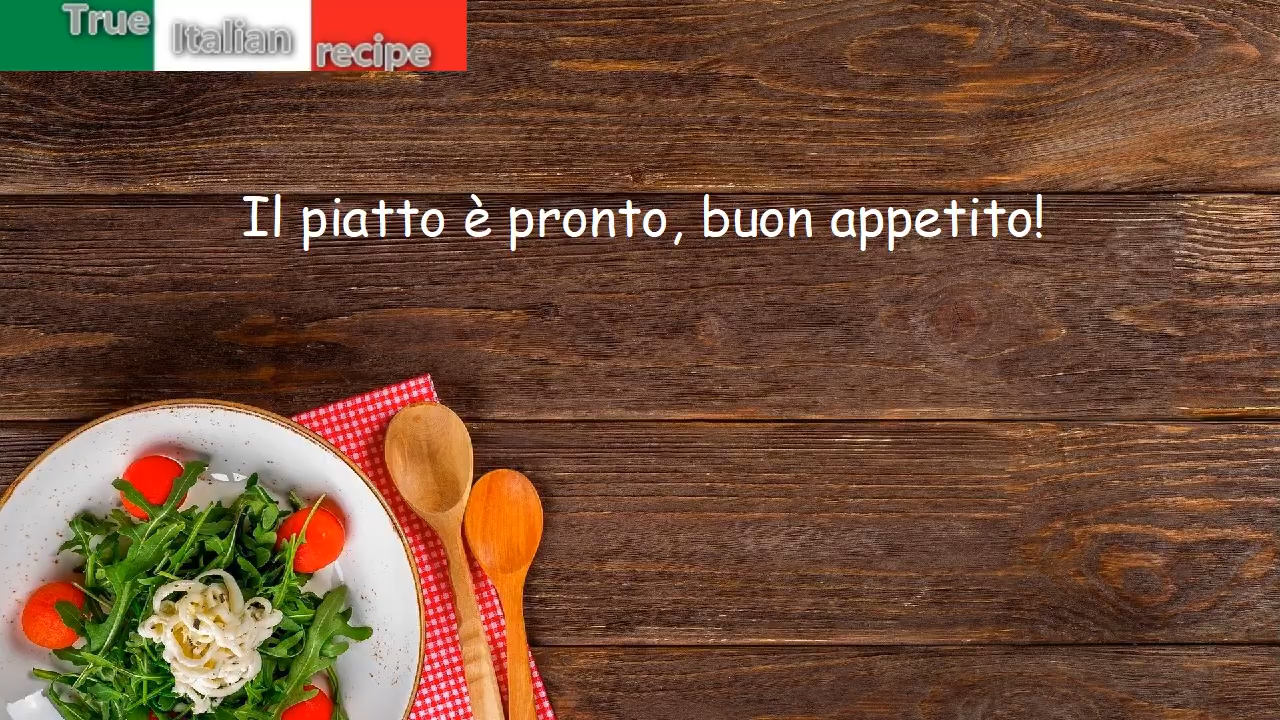 True Italian recipe
Il piatto è pronto, buon appetito!